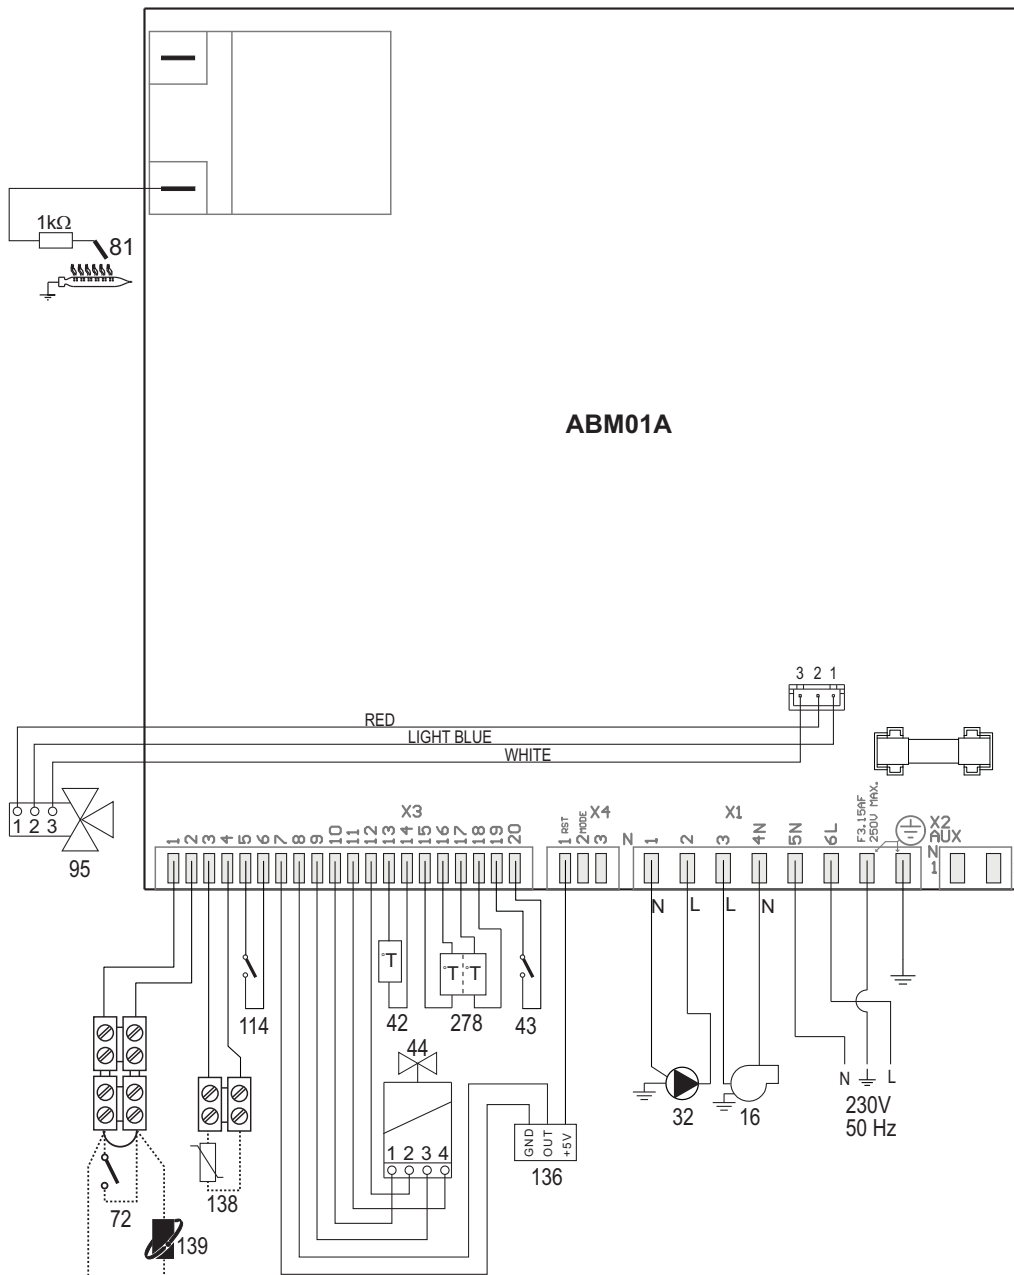 1kΩ
81
ABM01A
3 2 1
RED
LIGHT BLUE
WHITE
1 2 3
95
X3
1 2 3 4 5 6 7 8 9 10 11 12 13 14 15 16 17 18 19 20
X4
1 RST
2 MODE
3
N
X1
1 2 3 4N 5N 6L
F3.15AF
250V MAX.
X2
AUX
N
1
N L L N
114
°T
42
°T °T
278
43
44
1 2 3 4
GND
OUT
+5V
136
32
16
N L
230V
50 Hz
72
139
138